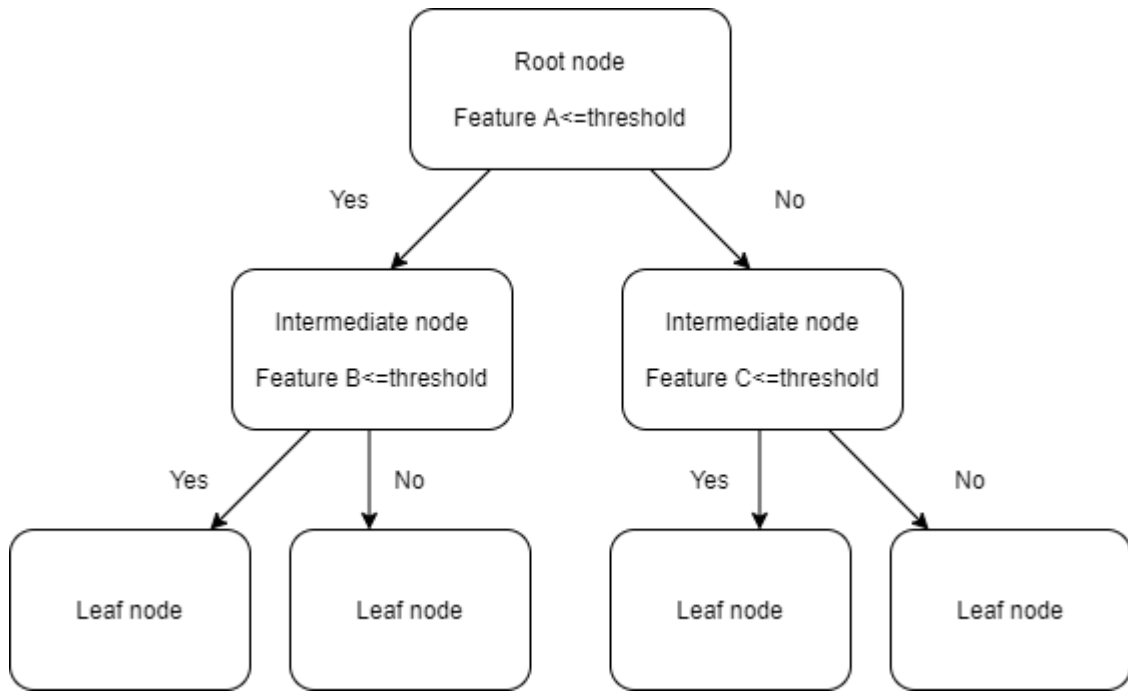 Root node
Feature A<=threshold
Yes
No
Intermediate node
Feature B<=threshold
Intermediate node
Feature C<=threshold
Yes
No
Yes
No
Leaf node
Leaf node
Leaf node
Leaf node